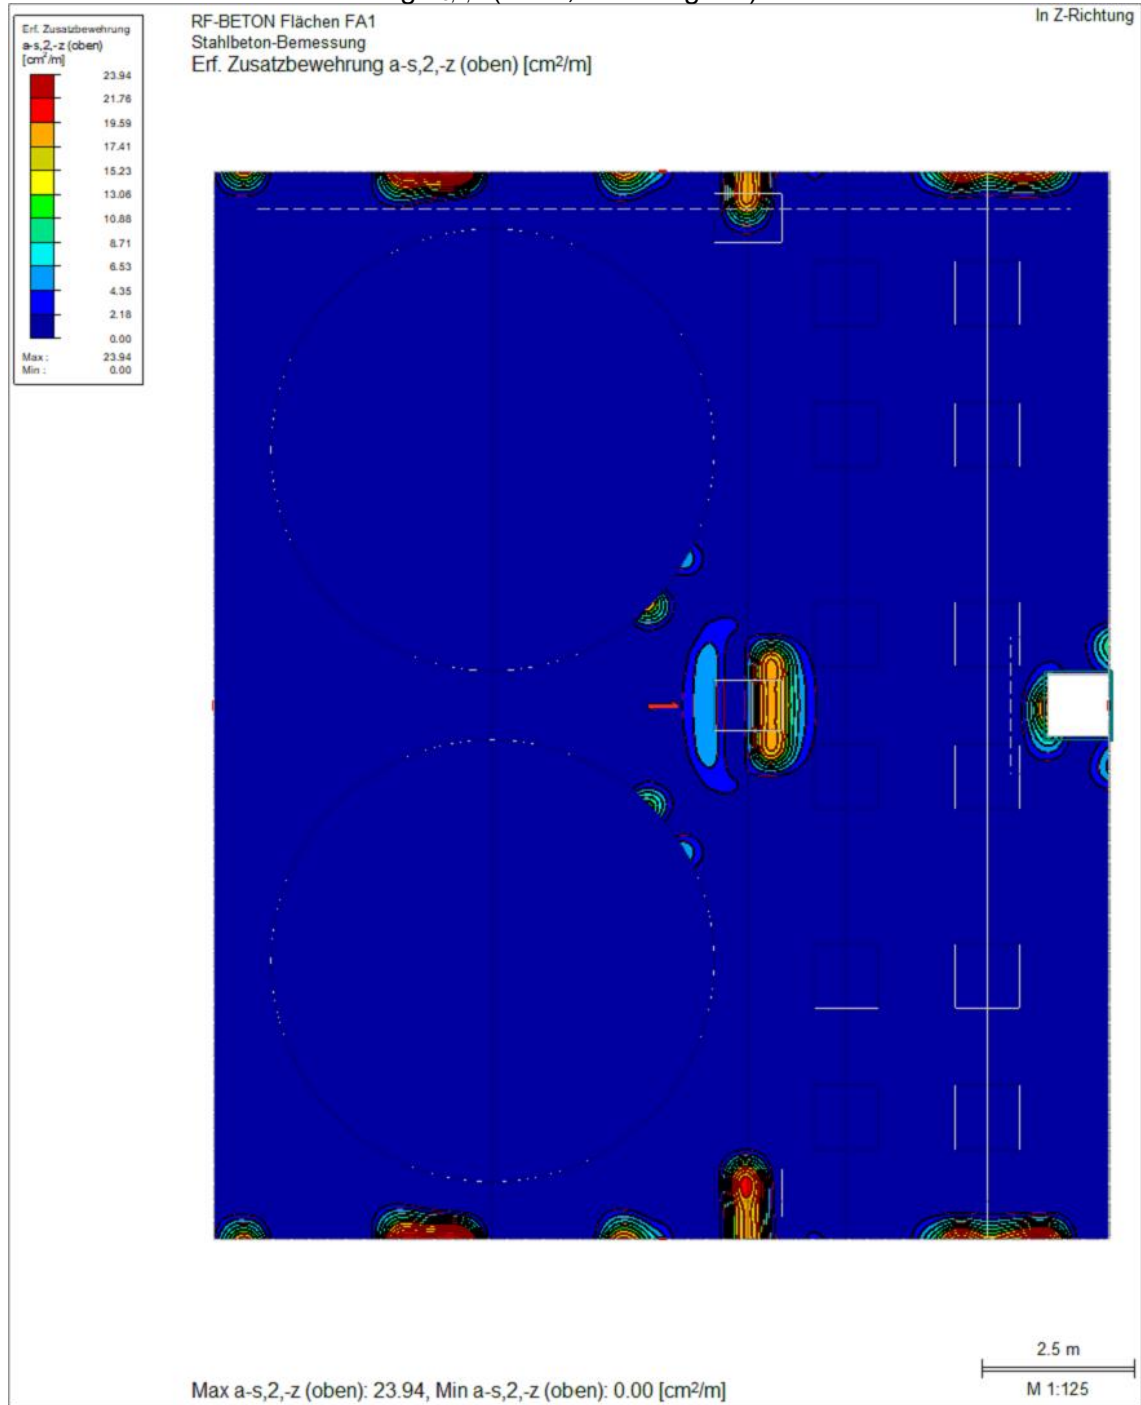 Erf. Zusatzbewehrung
a-s,2,-z (oben)
[cm²/m]
23.94
21.76
19.59
17.41
15.23
13.06
10.88
8.71
6.53
4.35
2.18
0.00
Max : 23.94
Min : 0.00
RF-BETON Flächen FA1
Stahlbeton-Bemessung
Erf. Zusatzbewehrung a-s,2,-z (oben) [cm²/m]
In Z-Richtung
2.5 m
M 1:125
Max a-s,2,-z (oben): 23.94, Min a-s,2,-z (oben): 0.00 [cm²/m]